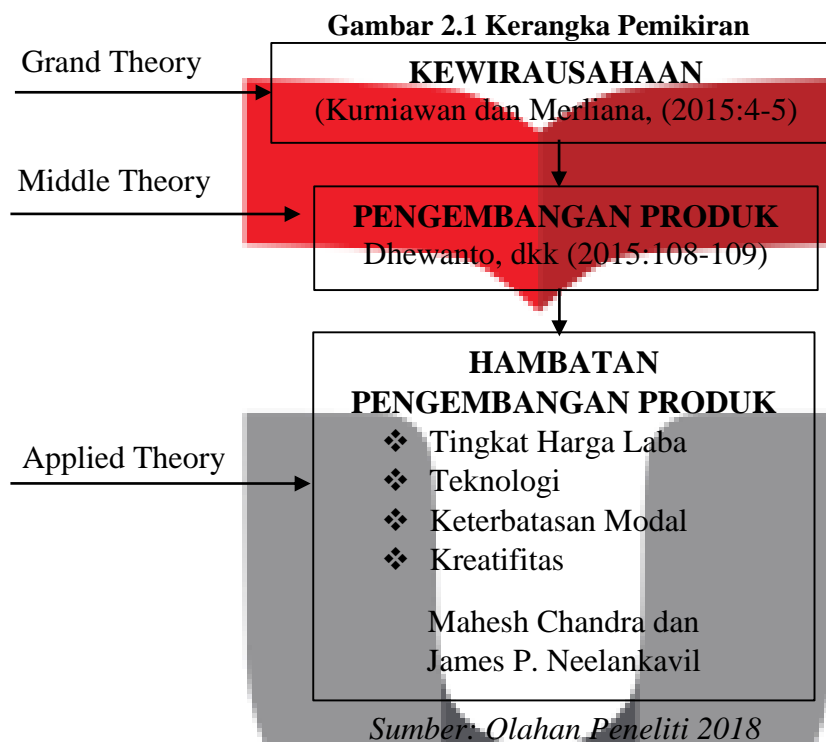 Gambar 2.1 Kerangka Pemikiran
Grand Theory
KEWIRAUSAHAAN
(Kurniawan dan Merliana, (2015:4-5)
Middle Theory
PENGEMBANGAN PRODUK
Dhewanto, dkk (2015:108-109)
HAMBATAN
PENGEMBANGAN PRODUK
Applied Theory
❖ Tingkat Harga Laba
❖ Teknologi
❖ Keterbatasan Modal
❖ Kreatifitas
Mahesh Chandra dan
James P. Neelankavil
Sumber: Olahan Peneliti 2018